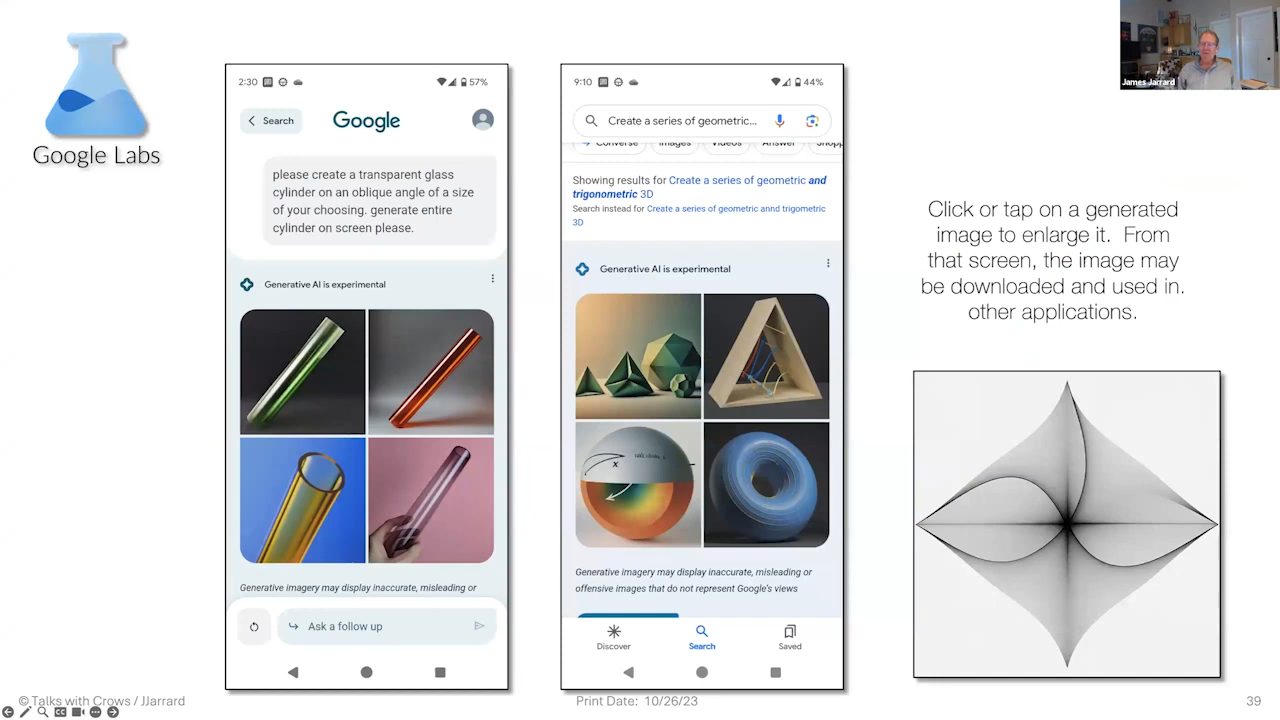 Google Labs
2:30
57%
Search
Google
please create a transparent glass
cylinder on an oblique angle of a size
of your choosing. generate entire
cylinder on screen please.
Generative AI is experimental
Generative imagery may display inaccurate, misleading or
Ask a follow up
9:10
44%
Create a series of geometric...
Converse
Images
Videos
Answer
Shopp
Showing results for Create a series of geometric and
trigonometric 3D
Search instead for Create a series of geometric annd trigometric
3D
Generative AI is experimental
x
Generative imagery may display inaccurate, misleading or
offensive images that do not represent Google's views
Discover
Search
Saved
James Jarrard
Click or tap on a generated
image to enlarge it. From
that screen, the image may
be downloaded and used in.
other applications.
© Talks with Crows / JJarrard
Print Date: 10/26/23
39